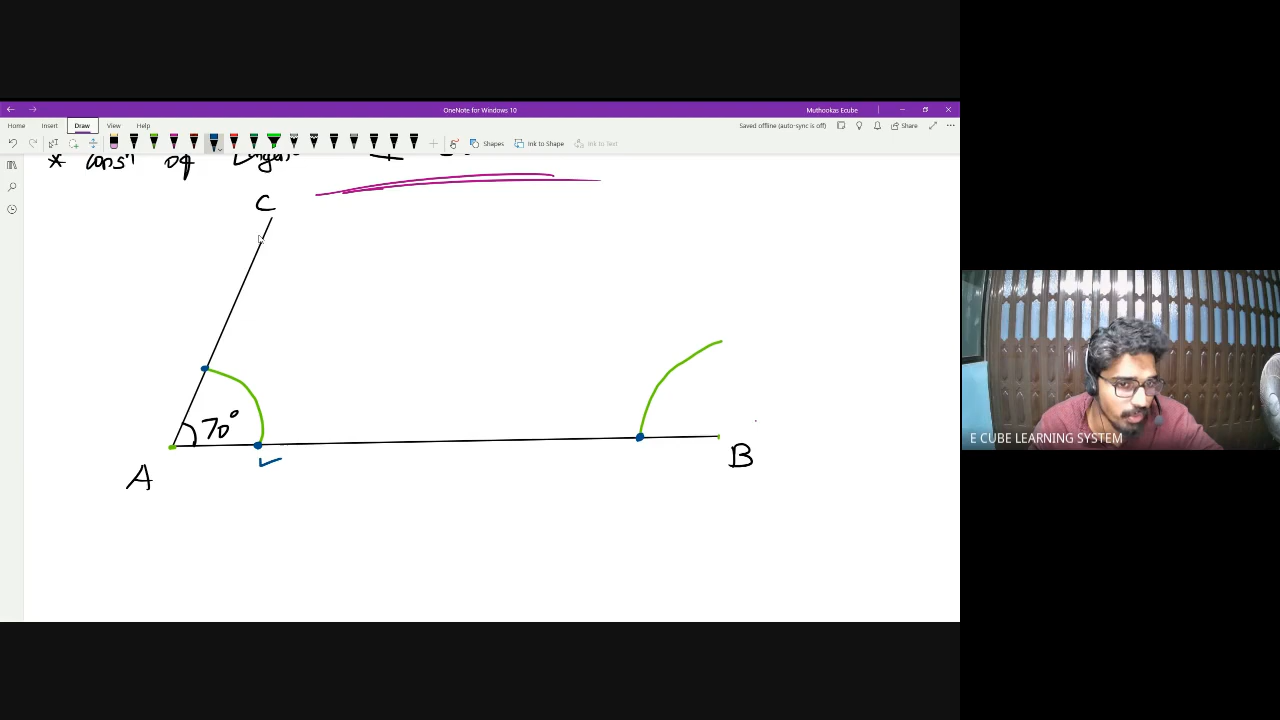 OneNote for Windows 10
Muthookas Ecube
Home Insert Draw View Help
Saved offline (auto-sync is off)
Share
Shapes
Ink to Shape
Ink to Text
* of
C
70°
A
B
E CUBE LEARNING SYSTEM